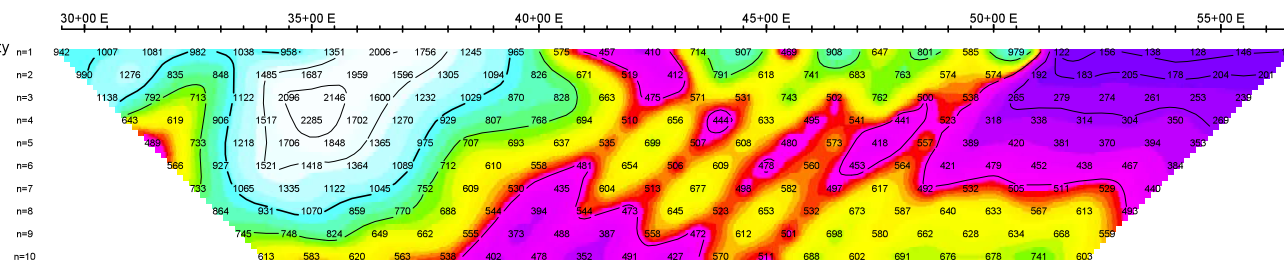 30+00 E 35+00 E 40+00 E 45+00 E 50+00 E 55+00 E
n=1 942 1007 1081 982 1038 958 1351 2006 1756 1245 965 575 457 410 714 907 469 908 647 801 585 979 122 156 138 128 146
n=2 990 1276 835 848 1485 1687 1959 1596 1305 1094 826 671 519 412 791 618 741 683 763 574 574 192 183 205 178 204 201
n=3 1138 792 713 1122 2096 2146 1600 1232 1029 870 828 663 475 571 531 743 502 762 500 538 265 279 274 261 253 239
n=4 643 619 906 1517 2285 1702 1270 929 807 768 694 510 656 444 633 495 541 441 523 318 338 314 304 350 269
n=5 489 733 1218 1706 1848 1365 975 707 693 637 535 699 507 608 480 573 418 557 389 420 381 370 394 353
n=6 566 927 1521 1418 1364 1089 712 610 558 481 654 506 609 478 560 453 564 421 479 452 438 467 384
n=7 733 1065 1335 1122 1045 752 609 530 435 604 513 677 498 582 497 617 492 532 505 511 529 440
n=8 864 931 1070 859 770 688 544 394 544 473 645 523 653 532 673 587 640 633 567 613 493
n=9 745 748 824 649 662 555 373 488 387 558 472 612 501 698 580 662 628 634 668 559
n=10 613 583 620 563 538 402 476 352 491 427 570 511 688 602 691 676 678 741 603